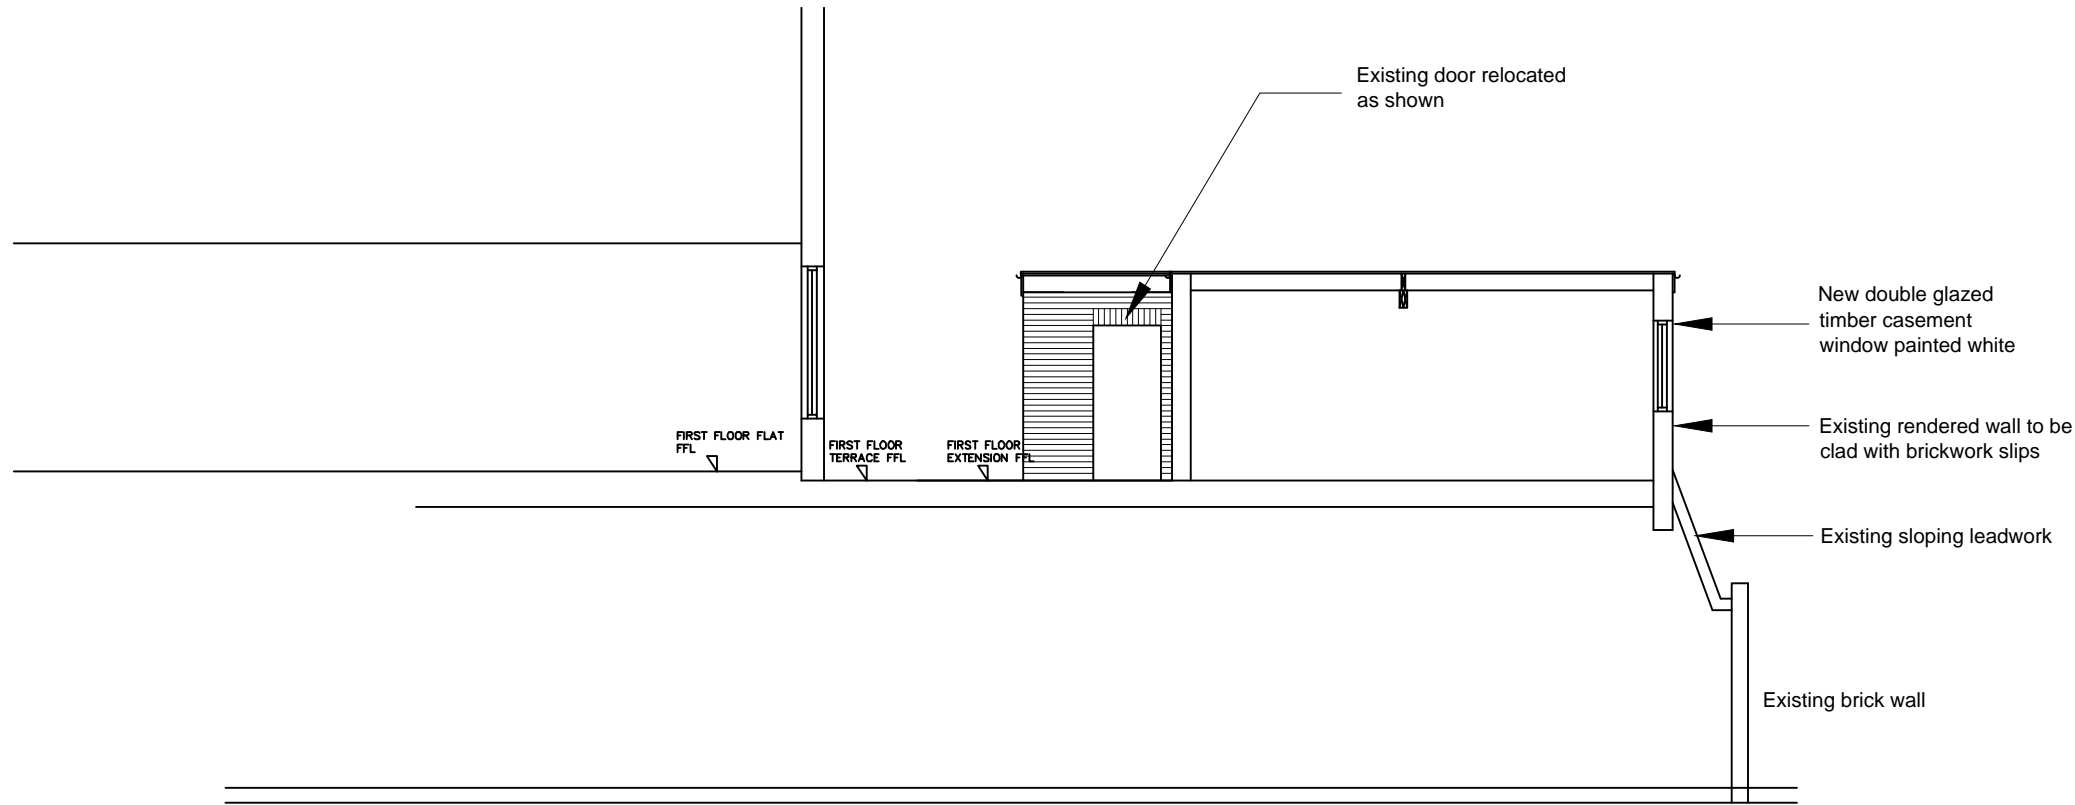 Existing door relocated
as shown
New double glazed
timber casement
window painted white
FIRST FLOOR FLAT
FFL
FIRST FLOOR
TERRACE FFL
FIRST FLOOR
EXTENSION FFL
Existing rendered wall to be
clad with brickwork slips
Existing sloping leadwork
Existing brick wall